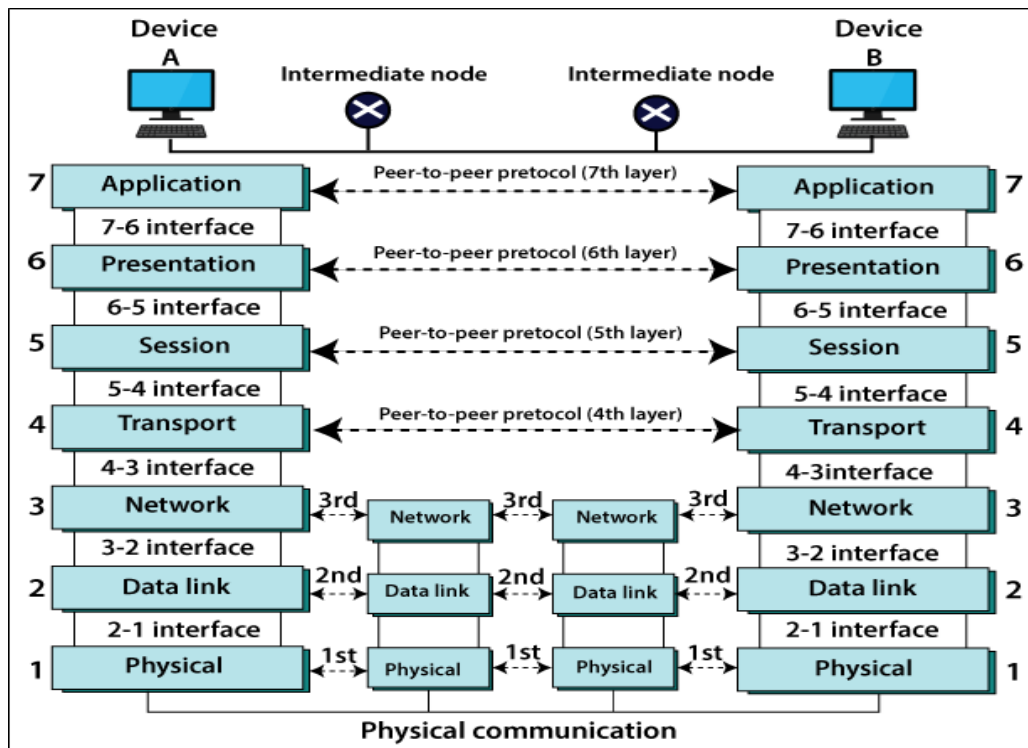 Device
A
Device
B
Intermediate node
Intermediate node
7
Application
Peer-to-peer pretocol (7th layer)
Application
7
7-6 interface
7-6 interface
6
Presentation
Peer-to-peer pretocol (6th layer)
Presentation
6
6-5 interface
6-5 interface
5
Session
Peer-to-peer pretocol (5th layer)
Session
5
5-4 interface
5-4 interface
4
Transport
Peer-to-peer pretocol (4th layer)
Transport
4
4-3 interface
4-3interface
3
Network
3rd
Network
3rd
Network
3rd
Network
3
3-2 interface
3-2 interface
2
Data link
2nd
Data link
2nd
Data link
2nd
Data link
2
2-1 interface
2-1 interface
1
Physical
1st
Physical
1st
Physical
1st
Physical
1
Physical communication